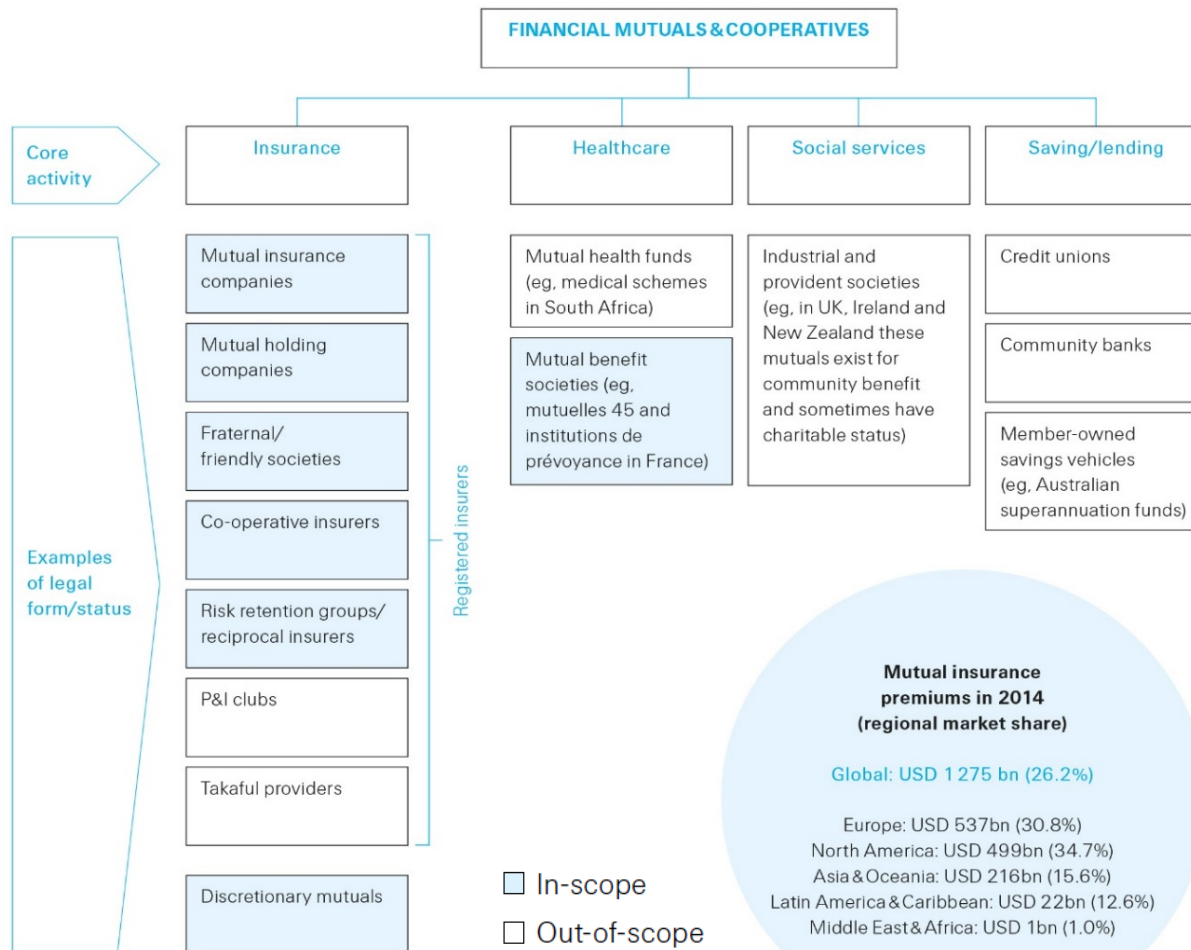 FINANCIAL MUTUALS & COOPERATIVES
Core
activity
Insurance
Healthcare
Social services
Saving/lending
Examples
of legal
form/status
Mutual insurance
companies
Mutual holding
companies
Fraternal/
friendly societies
Co-operative insurers
Risk retention groups/
reciprocal insurers
P&I clubs
Takaful providers
Discretionary mutuals
Registered insurers
Mutual health funds
(eg, medical schemes
in South Africa)
Mutual benefit
societies (eg,
mutuelles 45 and
institutions de
prévoyance in France)
Industrial and
provident societies
(eg, in UK, Ireland and
New Zealand these
mutuals exist for
community benefit
and sometimes have
charitable status)
Credit unions
Community banks
Member-owned
savings vehicles
(eg, Australian
superannuation funds)
In-scope
Out-of-scope
Mutual insurance
premiums in 2014
(regional market share)
Global: USD 1 275 bn (26.2%)
Europe: USD 537bn (30.8%)
North America: USD 499bn (34.7%)
Asia & Oceania: USD 216bn (15.6%)
Latin America & Caribbean: USD 22bn (12.6%)
Middle East & Africa: USD 1bn (1.0%)